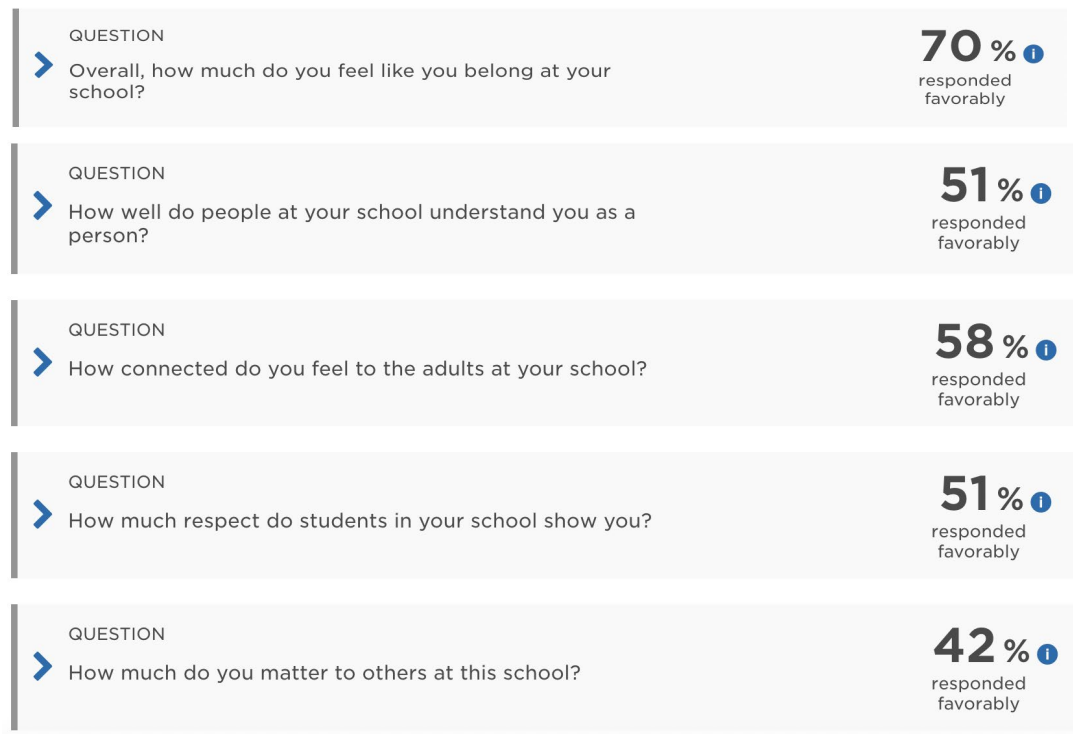 QUESTION
Overall, how much do you feel like you belong at your
school?
70 % i
responded
favorably
QUESTION
How well do people at your school understand you as a
person?
51 % i
responded
favorably
QUESTION
How connected do you feel to the adults at your school?
58 % i
responded
favorably
QUESTION
How much respect do students in your school show you?
51 % i
responded
favorably
QUESTION
How much do you matter to others at this school?
42 % i
responded
favorably